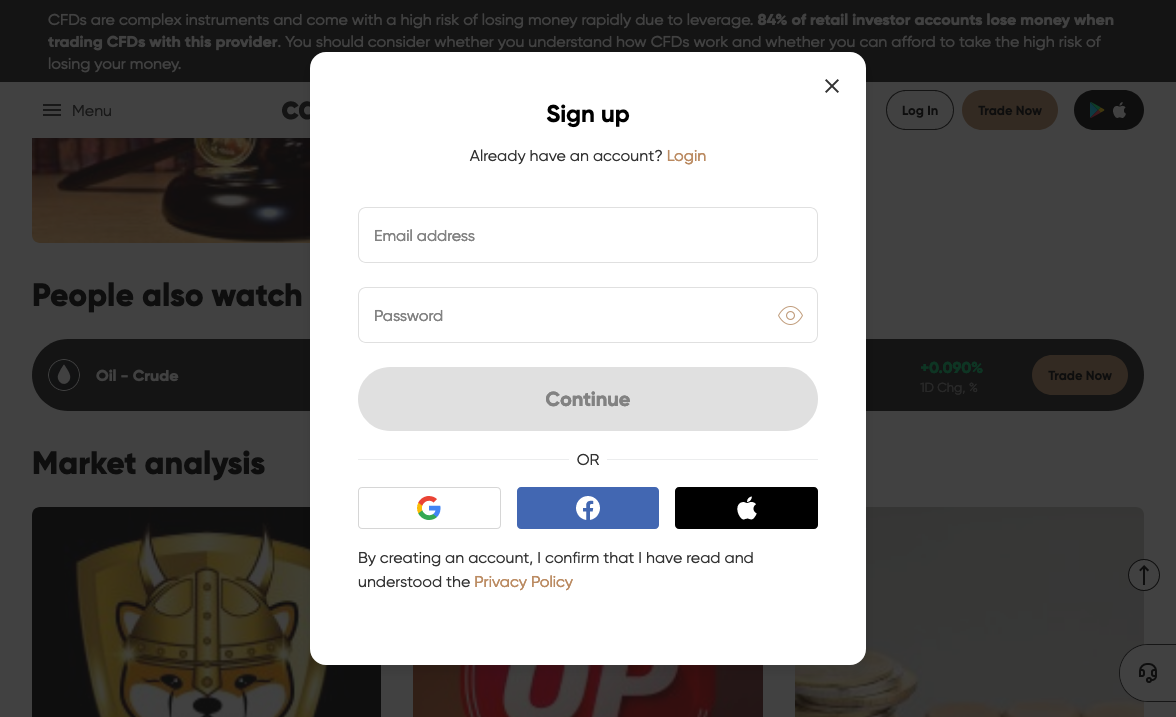 CFDs are complex instruments and come with a high risk of losing money rapidly due to leverage. 84% of retail investor accounts lose money when
trading CFDs with this provider. You should consider whether you understand how CFDs work and whether you can afford to take the high risk of
losing your money.
Menu
Log In
Trade Now
Sign up
Already have an account? Login
Email address
Password
Continue
OR
By creating an account, I confirm that I have read and
understood the Privacy Policy
People also watch
Oil - Crude
+0.090%
1D Chg, %
Trade Now
Market analysis
UP